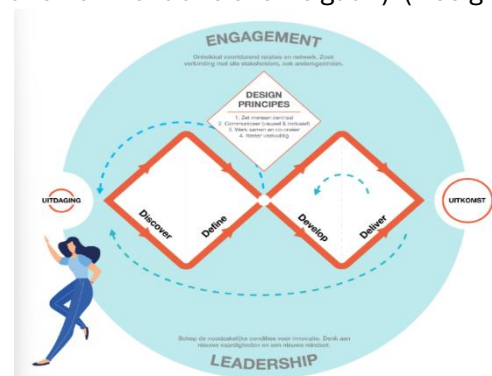 ENGAGEMENT
Ontwikkel voortdurend relaties en netwerk. Zoek
verbinding met alle stakeholders, ook andersgezinden.
DESIGN
PRINCIPES
1. Zet mensen centraal
2. Communiceer (visueel & inclusief)
3. Werk samen en co-creëer
4. Itereer veelvuldig
UITDAGING
Discover
Define
Develop
Deliver
UITKOMST
Schep de noodzakelijke condities voor innovatie. Denk aan
nieuwe vaardigheden en een nieuwe mindset.
LEADERSHIP